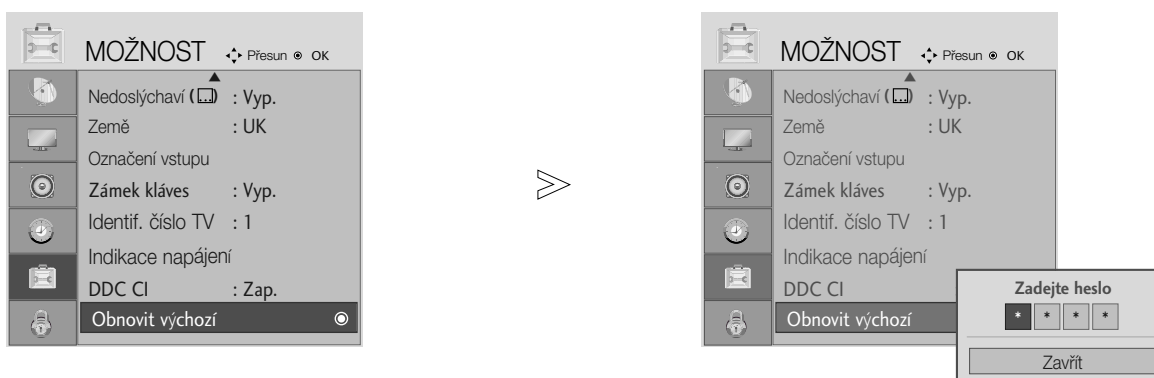 MOŽNOST Přesun OK
Nedoslýchaví ( ) : Vyp.
Země : UK
Označení vstupu
Zámek kláves : Vyp.
Identif. číslo TV : 1
Indikace napájení
DDC CI : Zap.
Obnovit výchozí
MOŽNOST Přesun OK
Nedoslýchaví ( ) : Vyp.
Země : UK
Označení vstupu
Zámek kláves : Vyp.
Identif. číslo TV : 1
Indikace napájení
DDC CI
Obnovit výchozí
Zadejte heslo
* * * *
Zavřít